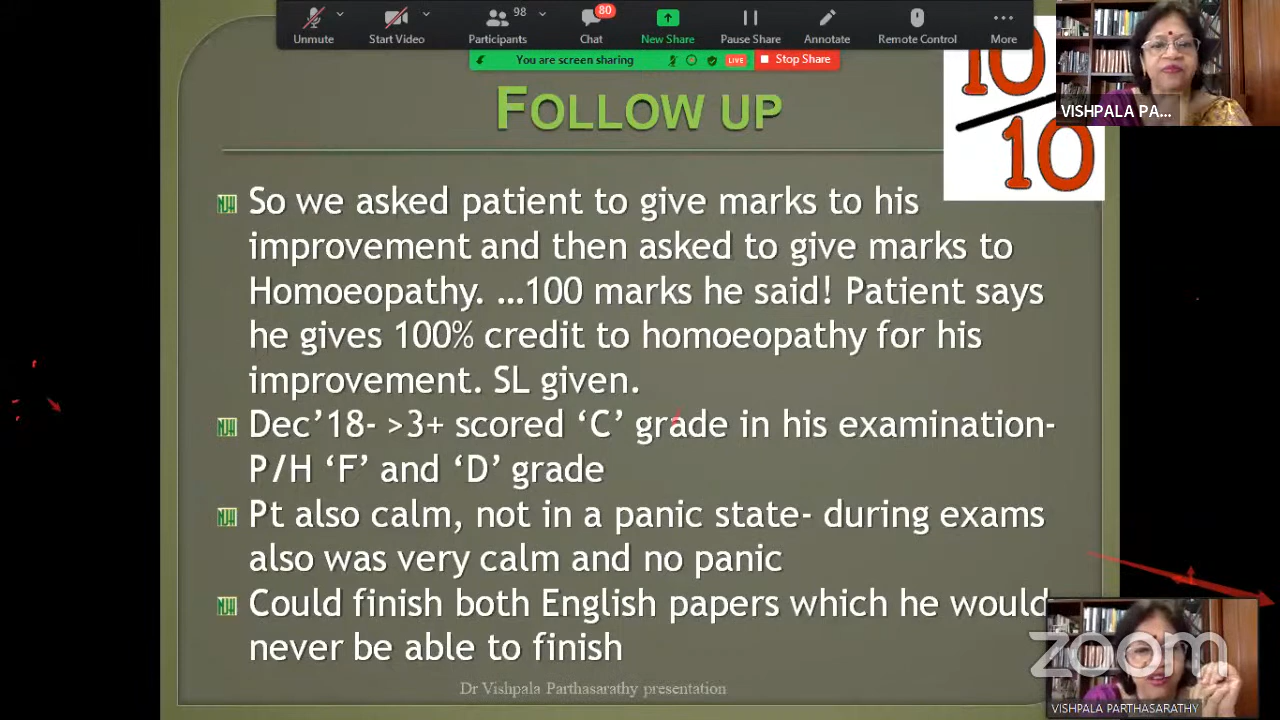 Unmute
Start Video
98
Participants
80
Chat
New Share
Pause Share
Annotate
Remote Control
More
You are screen sharing
LIVE
Stop Share
10
10
VISHPALA PA...
FOLLOW UP
So we asked patient to give marks to his
improvement and then asked to give marks to
Homoeopathy. …100 marks he said! Patient says
he gives 100% credit to homoeopathy for his
improvement. SL given.
Dec’18- >3+ scored ‘C’ grade in his examination-
P/H ‘F’ and ‘D’ grade
Pt also calm, not in a panic state- during exams
also was very calm and no panic
Could finish both English papers which he would
never be able to finish
Dr Vishpala Parthasarathy presentation
zoom
VISHPALA PARTHASARATHY